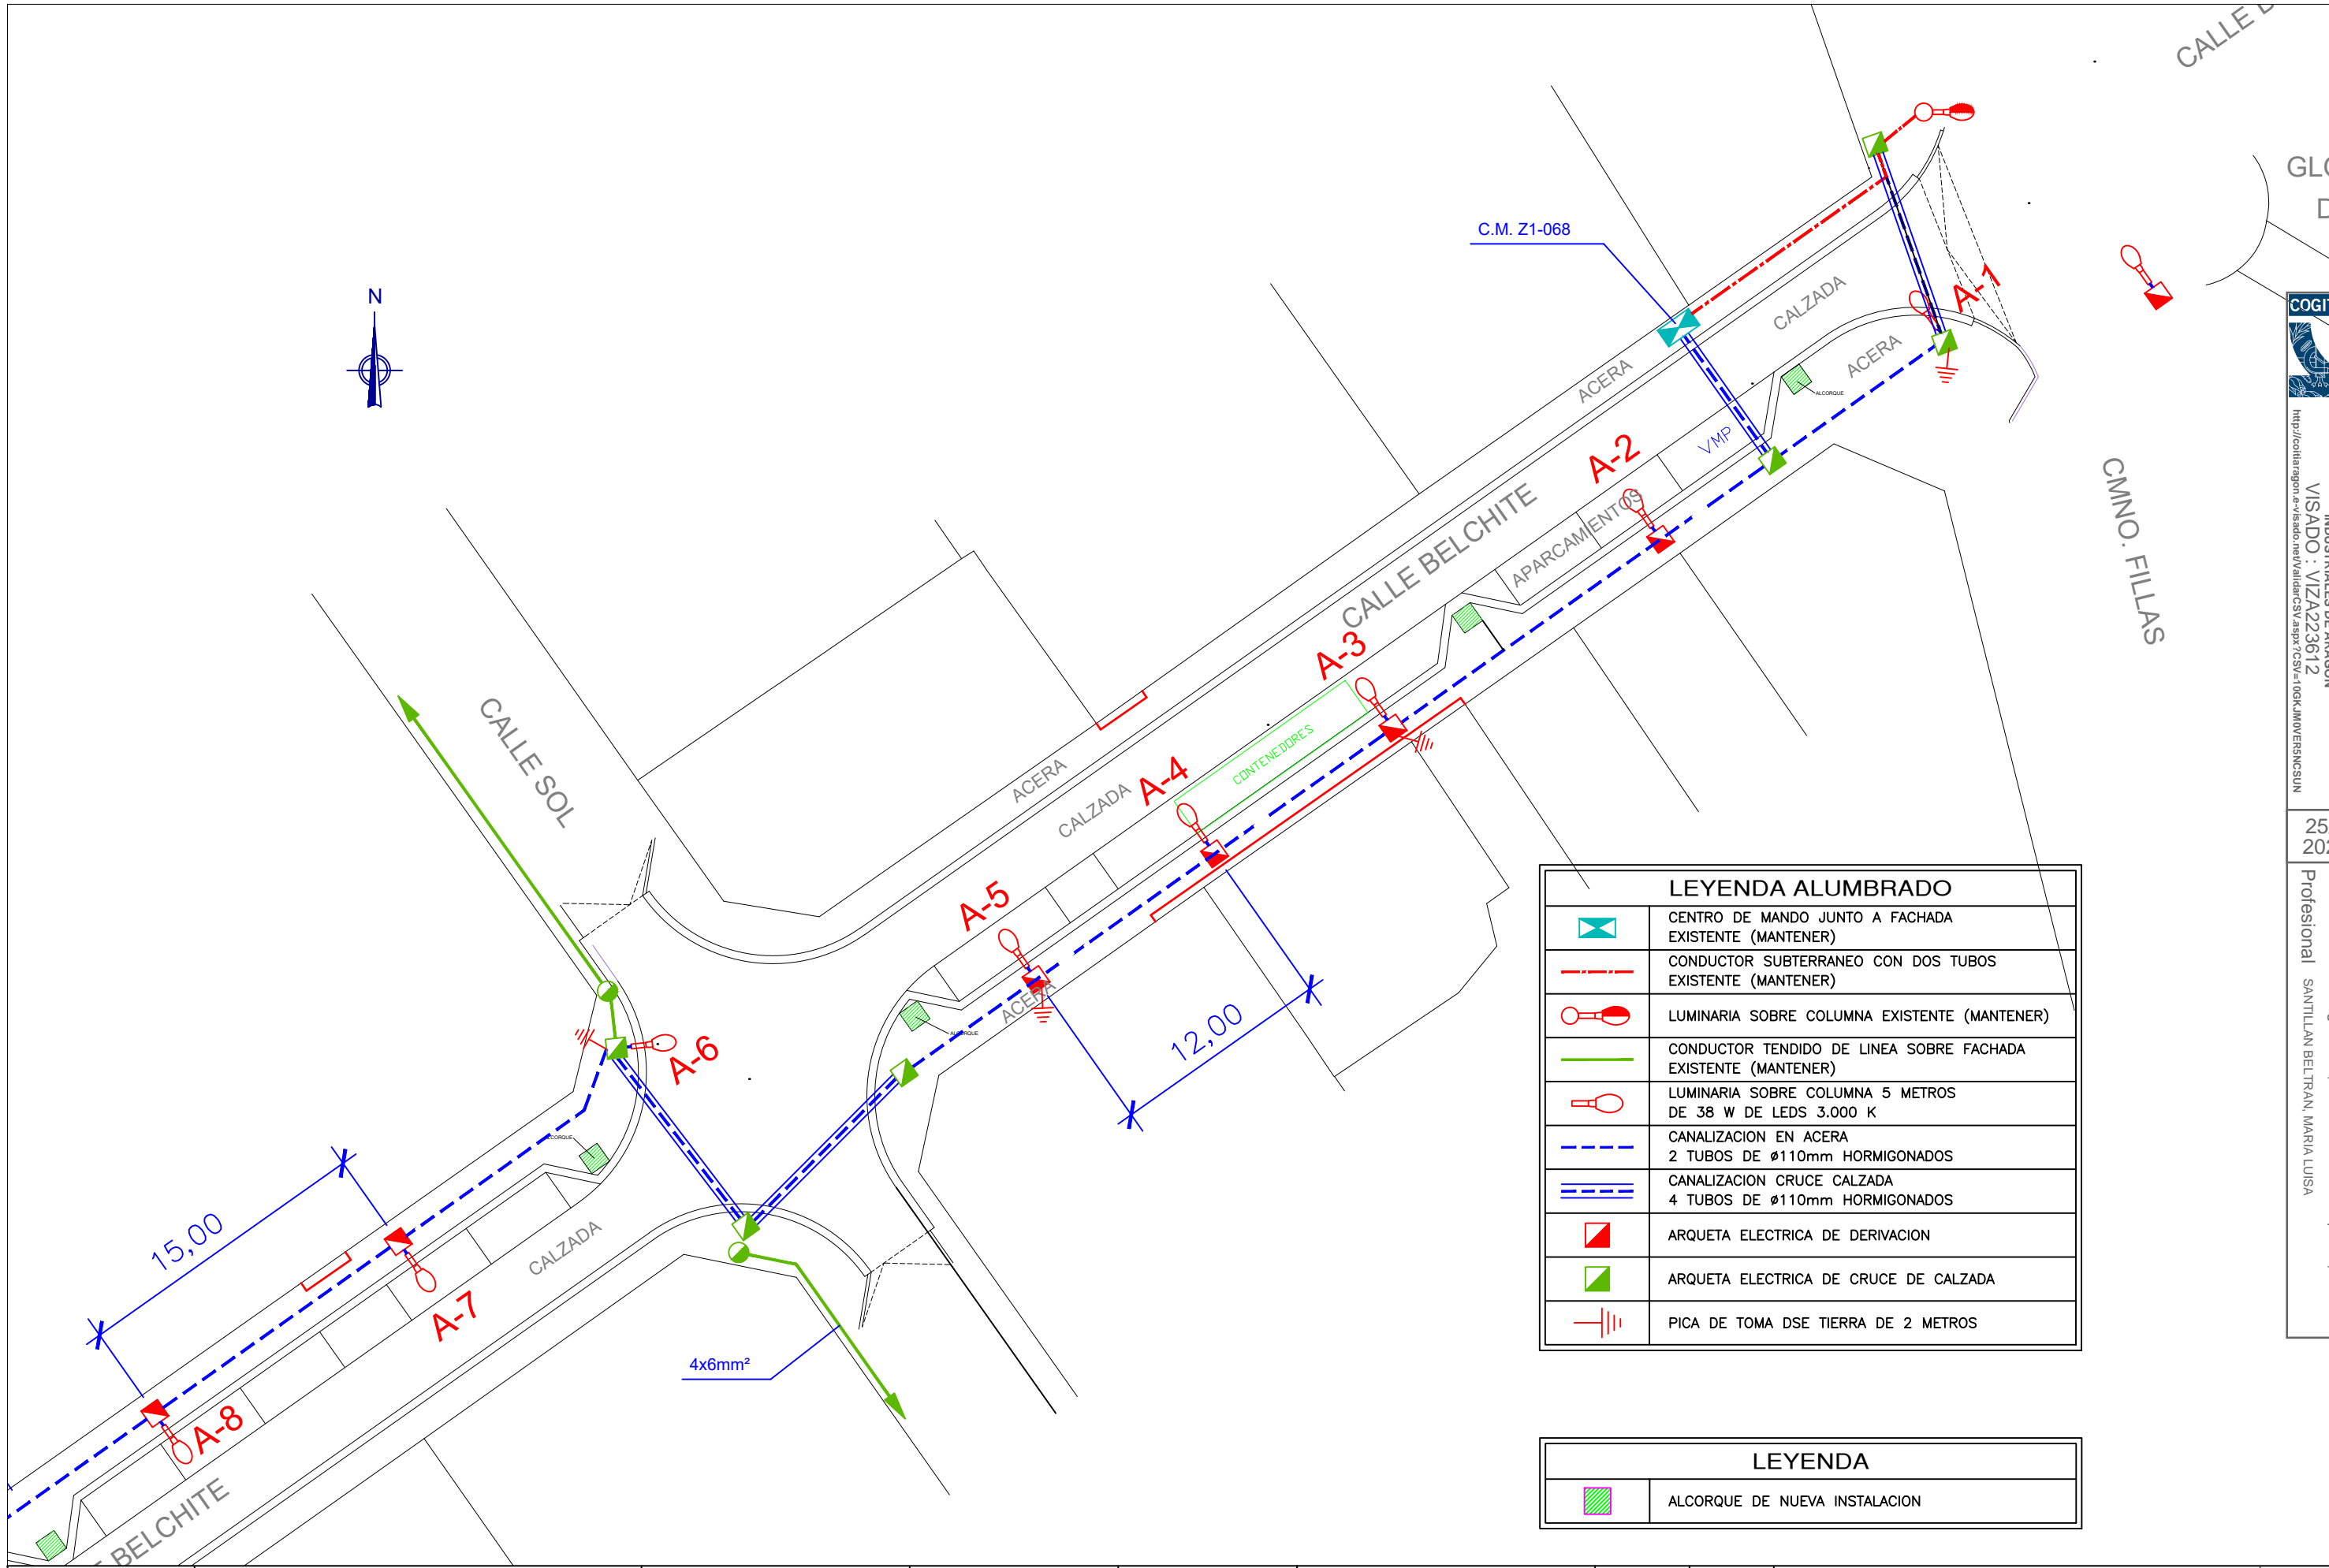 CALLE
N
C.M. Z1-068
CALZADA
A-1
ACERA
ACERA
ALCORQUE
VMP
A-2
CALLE BELCHITE
APARCAMIENTOS
CMNO. FILLAS
A-3
CONTENEDORES
CALLE SOL
ACERA
CALZADA
A-4
A-5
ACERA
ALCORQUE
12,00
A-6
ALCORQUE
15,00
CALZADA
A-7
4x6mm²
A-8
BELCHITE
LEYENDA ALUMBRADO
CENTRO DE MANDO JUNTO A FACHADA
EXISTENTE (MANTENER)
CONDUCTOR SUBTERRANEO CON DOS TUBOS
EXISTENTE (MANTENER)
LUMINARIA SOBRE COLUMNA EXISTENTE (MANTENER)
CONDUCTOR TENDIDO DE LINEA SOBRE FACHADA
EXISTENTE (MANTENER)
LUMINARIA SOBRE COLUMNA 5 METROS
DE 38 W DE LEDS 3.000 K
CANALIZACION EN ACERA
2 TUBOS DE ø110mm HORMIGONADOS
CANALIZACION CRUCE CALZADA
4 TUBOS DE ø110mm HORMIGONADOS
ARQUETA ELECTRICA DE DERIVACION
ARQUETA ELECTRICA DE CRUCE DE CALZADA
PICA DE TOMA DSE TIERRA DE 2 METROS
LEYENDA
ALCORQUE DE NUEVA INSTALACION
INDUSTRIALES DE ARAGON
VISADO : VIZA223612
Profesional
SANTILLAN BELTRAN, MARIA LUISA